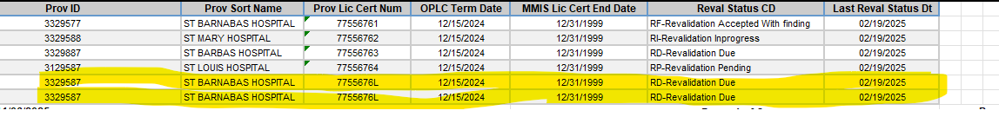 Prov ID Prov Sort Name Prov Lic Cert Num OPLC Term Date MMIS Lic Cert End Date Reval Status CD Last Reval Status Dt
3329577 ST BARNABAS HOSPITAL 77556761 12/15/2024 12/31/1999 RF-Revalidation Accepted With finding 02/19/2025
3329588 ST MARY HOSPITAL 77556762 12/15/2024 12/31/1999 RI-Revalidation Inprogress 02/19/2025
3329887 ST BARBAS HOSPITAL 77556763 12/15/2024 12/31/1999 RD-Revalidation Due 02/19/2025
3129587 ST LOUIS HOSPITAL 77556764 12/15/2024 12/31/1999 RP-Revalidation Pending 02/19/2025
3329587 ST BARNABAS HOSPITAL 7755676L 12/15/2024 12/31/1999 RD-Revalidation Due 02/19/2025
3329587 ST BARNABAS HOSPITAL 7755676L 12/15/2024 12/31/1999 RD-Revalidation Due 02/19/2025